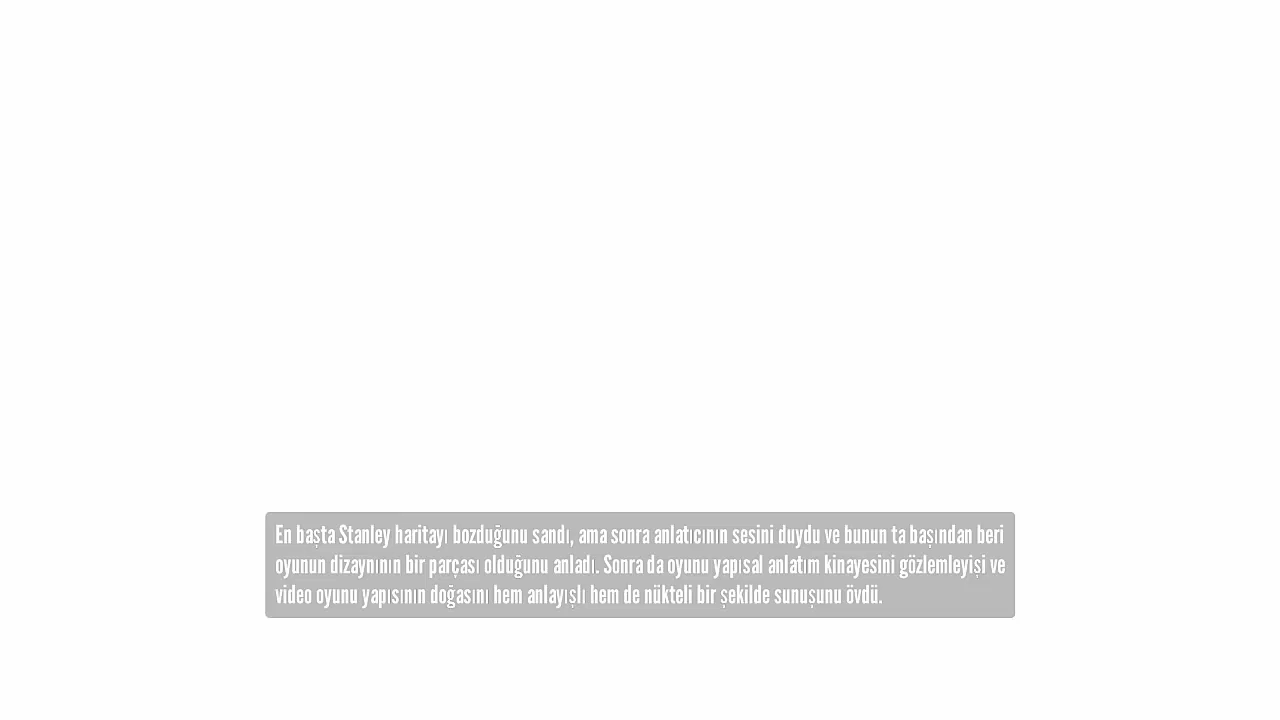 En başta Stanley haritayı bozduğunu sandı, ama sonra anlatıcının sesini duydu ve bunun ta başından beri
oyunun dizaynının bir parçası olduğunu anladı. Sonra da oyunu yapısal anlatım kinayesini gözlemleyişi ve
video oyunu yapısının doğasını hem anlayışlı hem de nükteli bir şekilde sunuşunu övdü.